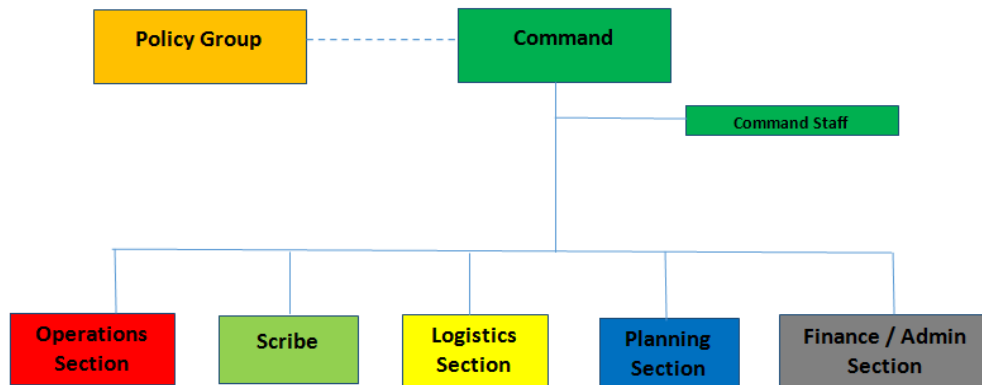 Policy Group
Command
Command Staff
Operations
Section
Scribe
Logistics
Section
Planning
Section
Finance / Admin
Section